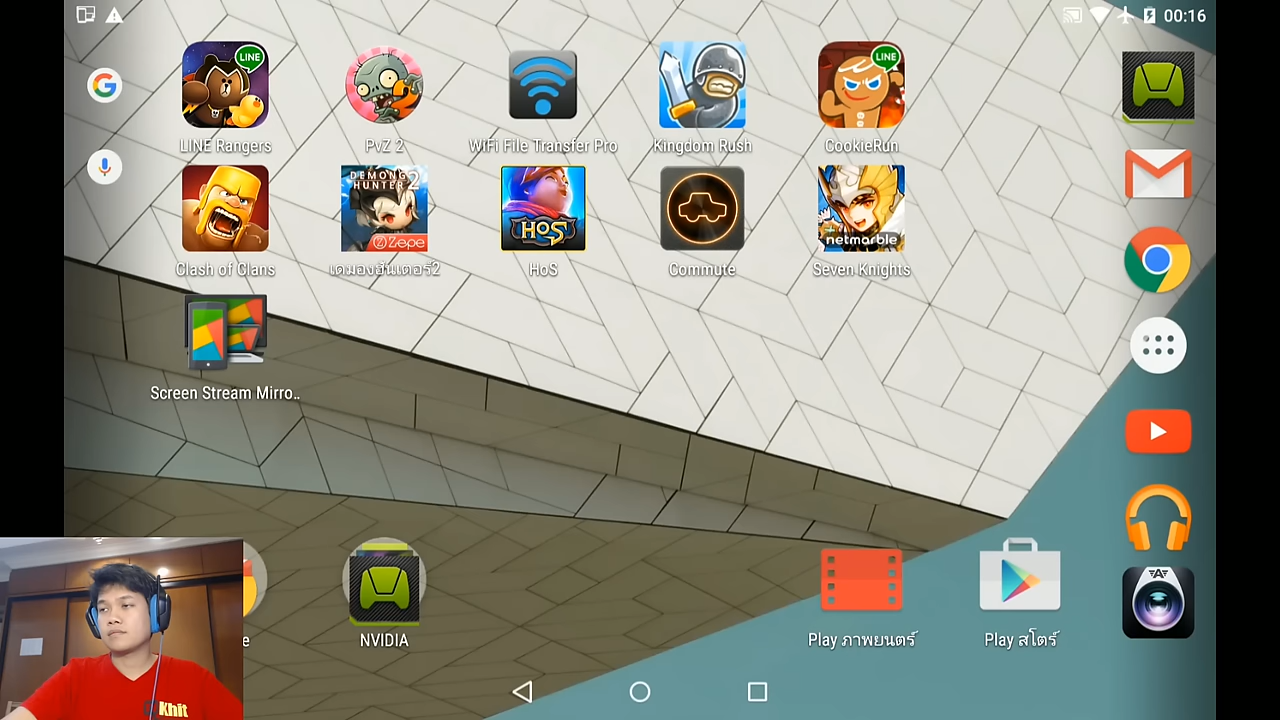 00:16
LINE
LINE
LINE Rangers
PvZ 2
WiFi File Transfer Pro
Kingdom Rush
CookieRun
DEMONG
HUNTER 2
Zepe
HOS
netmarble
Clash of Clans
เดมองฮันเตอร์2
HoS
Commute
Seven Knights
Screen Stream Mirro..
e
NVIDIA
Play ภาพยนตร์
Play สโตร์
A
Khit